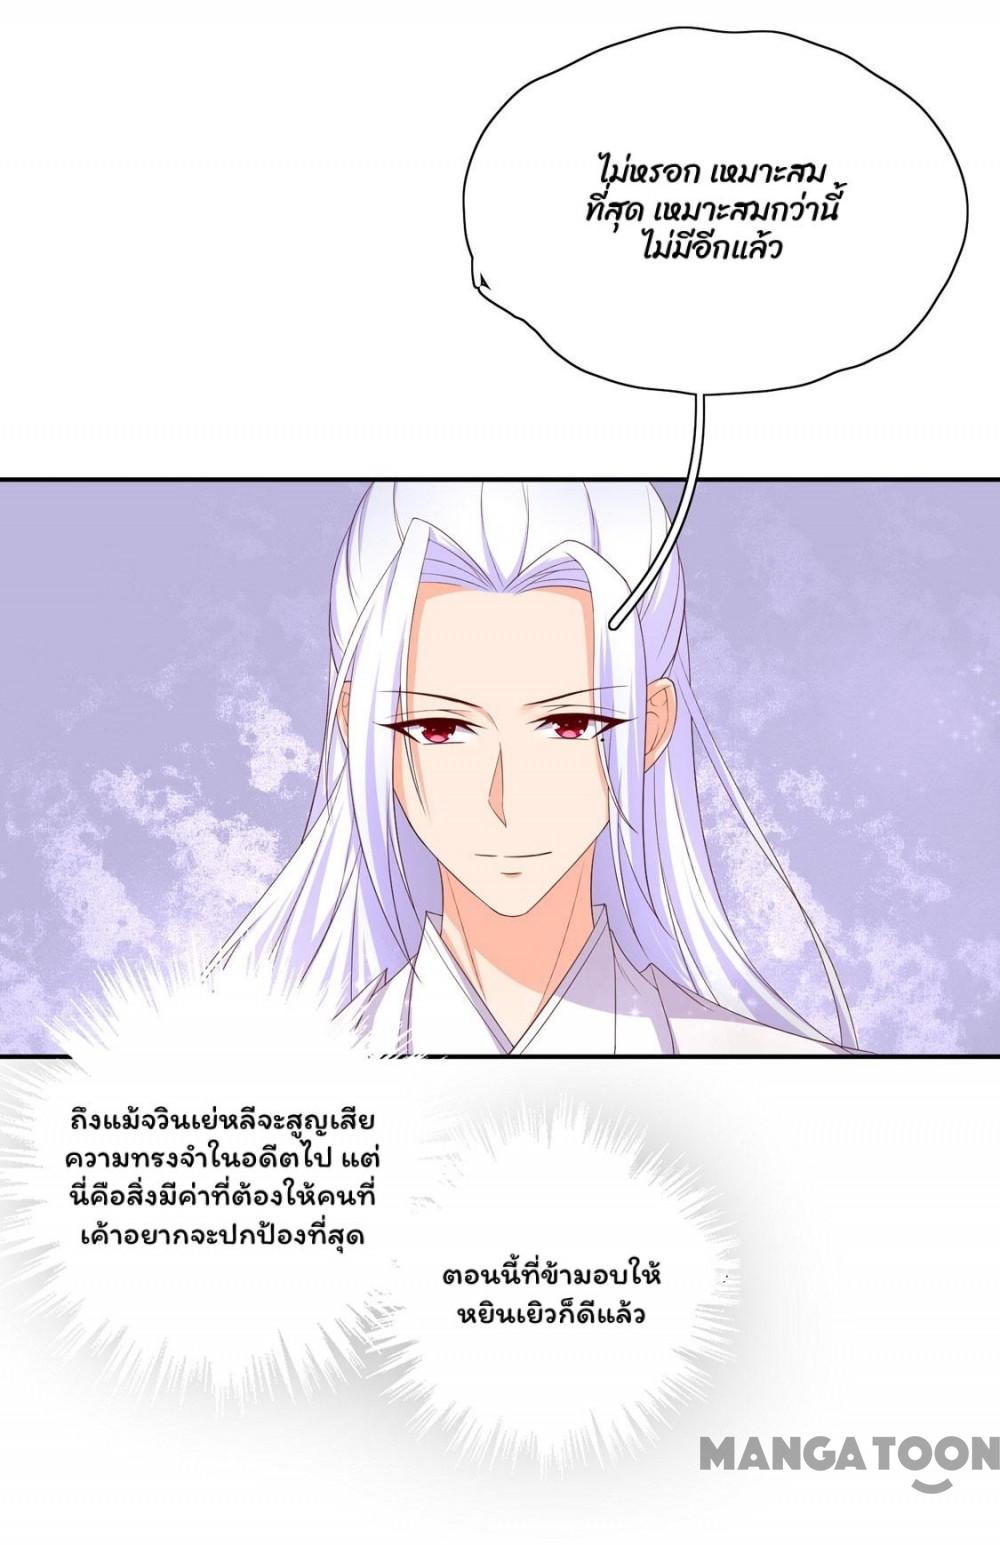 ไม่หรอก เหมาะสม
ที่สุด เหมาะสมกว่านี้
ไม่มีอีกแล้ว
ถึงแม้จวินเย่หลีจะสูญเสีย
ความทรงจำในอดีตไป แต่
นี่คือสิ่งมีค่าที่ต้องให้คนที่
เค้าอยากจะปกป้องที่สุด
ตอนนี้ที่ข้ามอบให้
หยินเยิวก็ดีแล้ว
MANGATOON